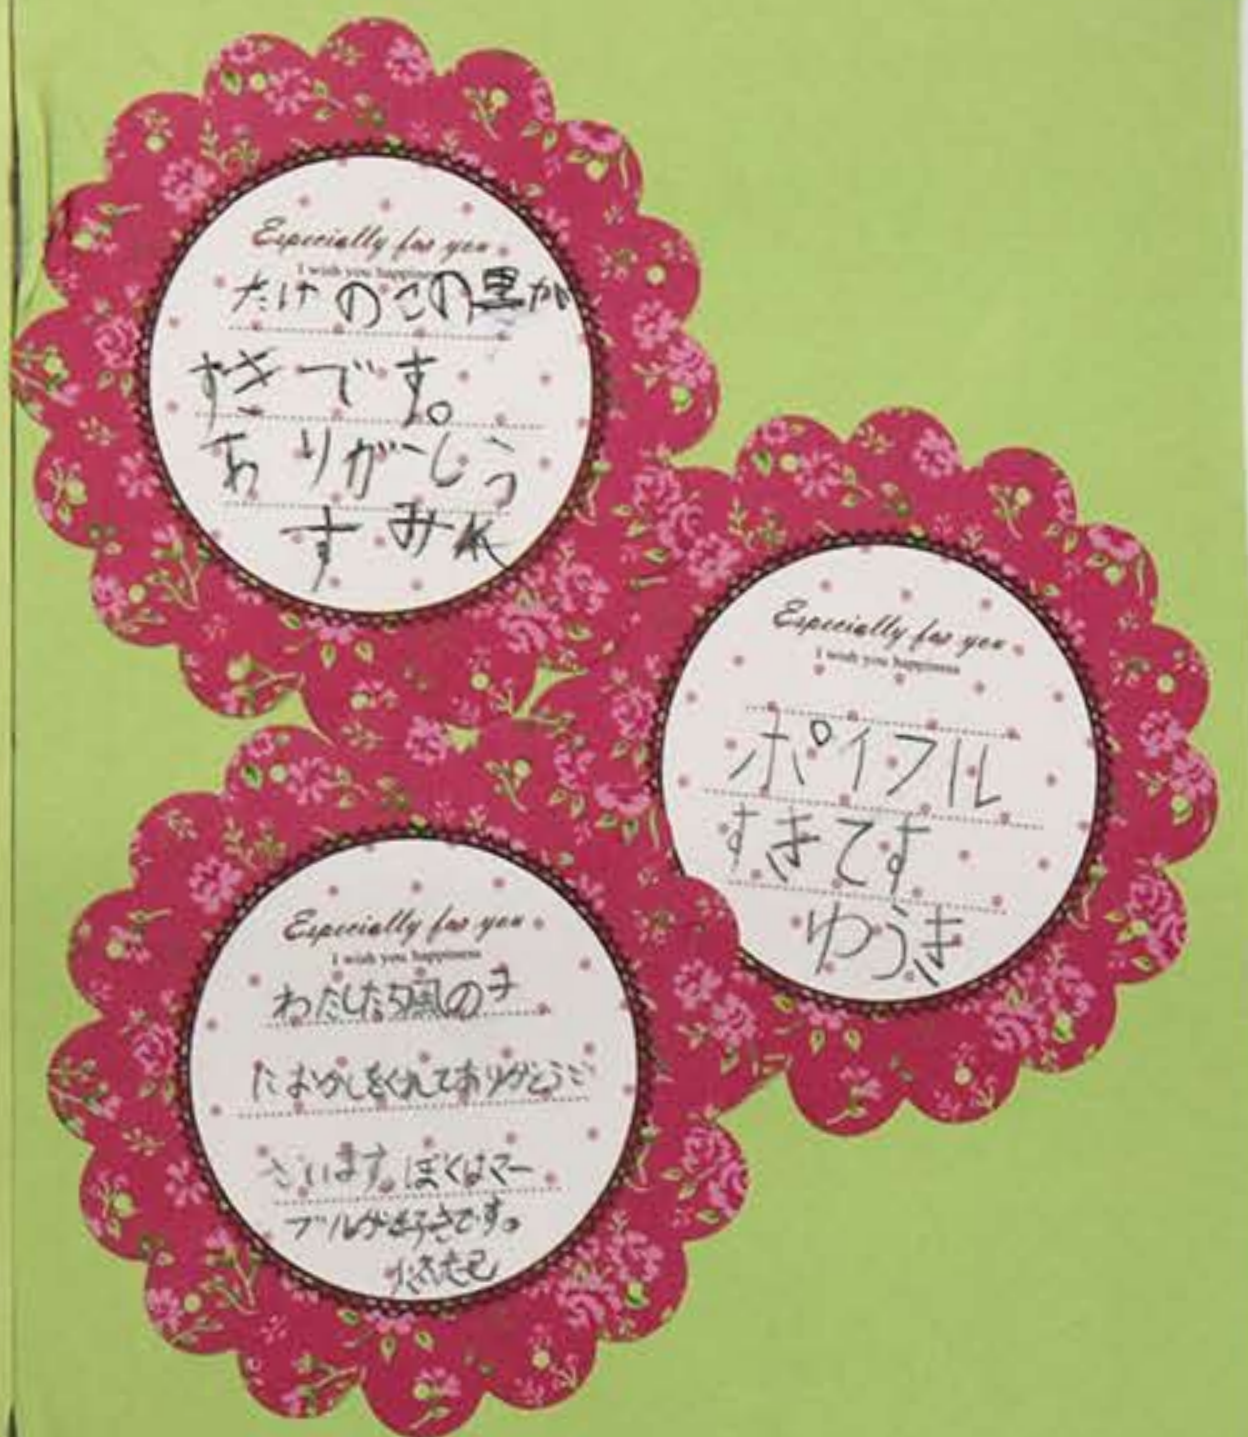 Especially for you
I wish you happiness
たけのこの里が
すきです。
ありがとう
すみれ
Especially for you
I wish you happiness
ポイフル
すきてす
ゆうき
Especially for you
I wish you happiness
わたしたち風の子
におかしをくれてありがとうご
ざいます。ぼくはマー
ブルが好きです。